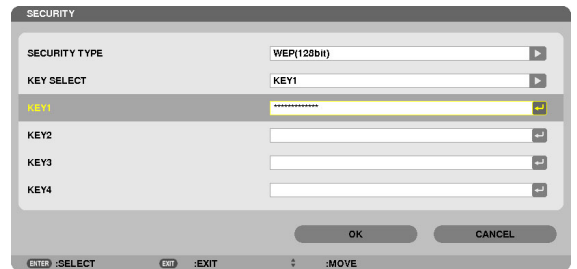 SECURITY
SECURITY TYPE WEP(128bit)
KEY SELECT KEY1
KEY1 *************
KEY2
KEY3
KEY4
OK CANCEL
ENTER :SELECT EXIT :EXIT :MOVE